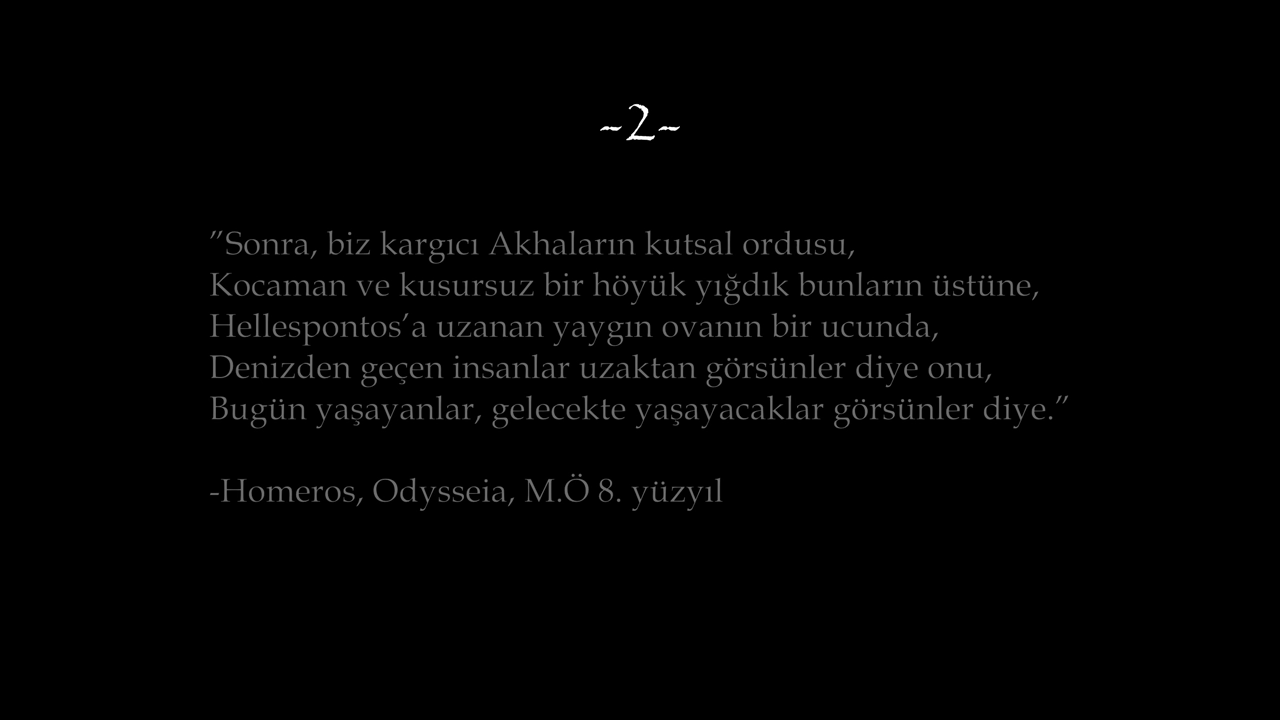 ~2~
”Sonra, biz kargıcı Akhaların kutsal ordusu,
Kocaman ve kusursuz bir höyük yığdık bunların üstüne,
Hellespontos’a uzanan yaygın ovanın bir ucunda,
Denizden geçen insanlar uzaktan görsünler diye onu,
Bugün yaşayanlar, gelecekte yaşayacaklar görsünler diye.”
-Homeros, Odysseia, M.Ö 8. yüzyıl